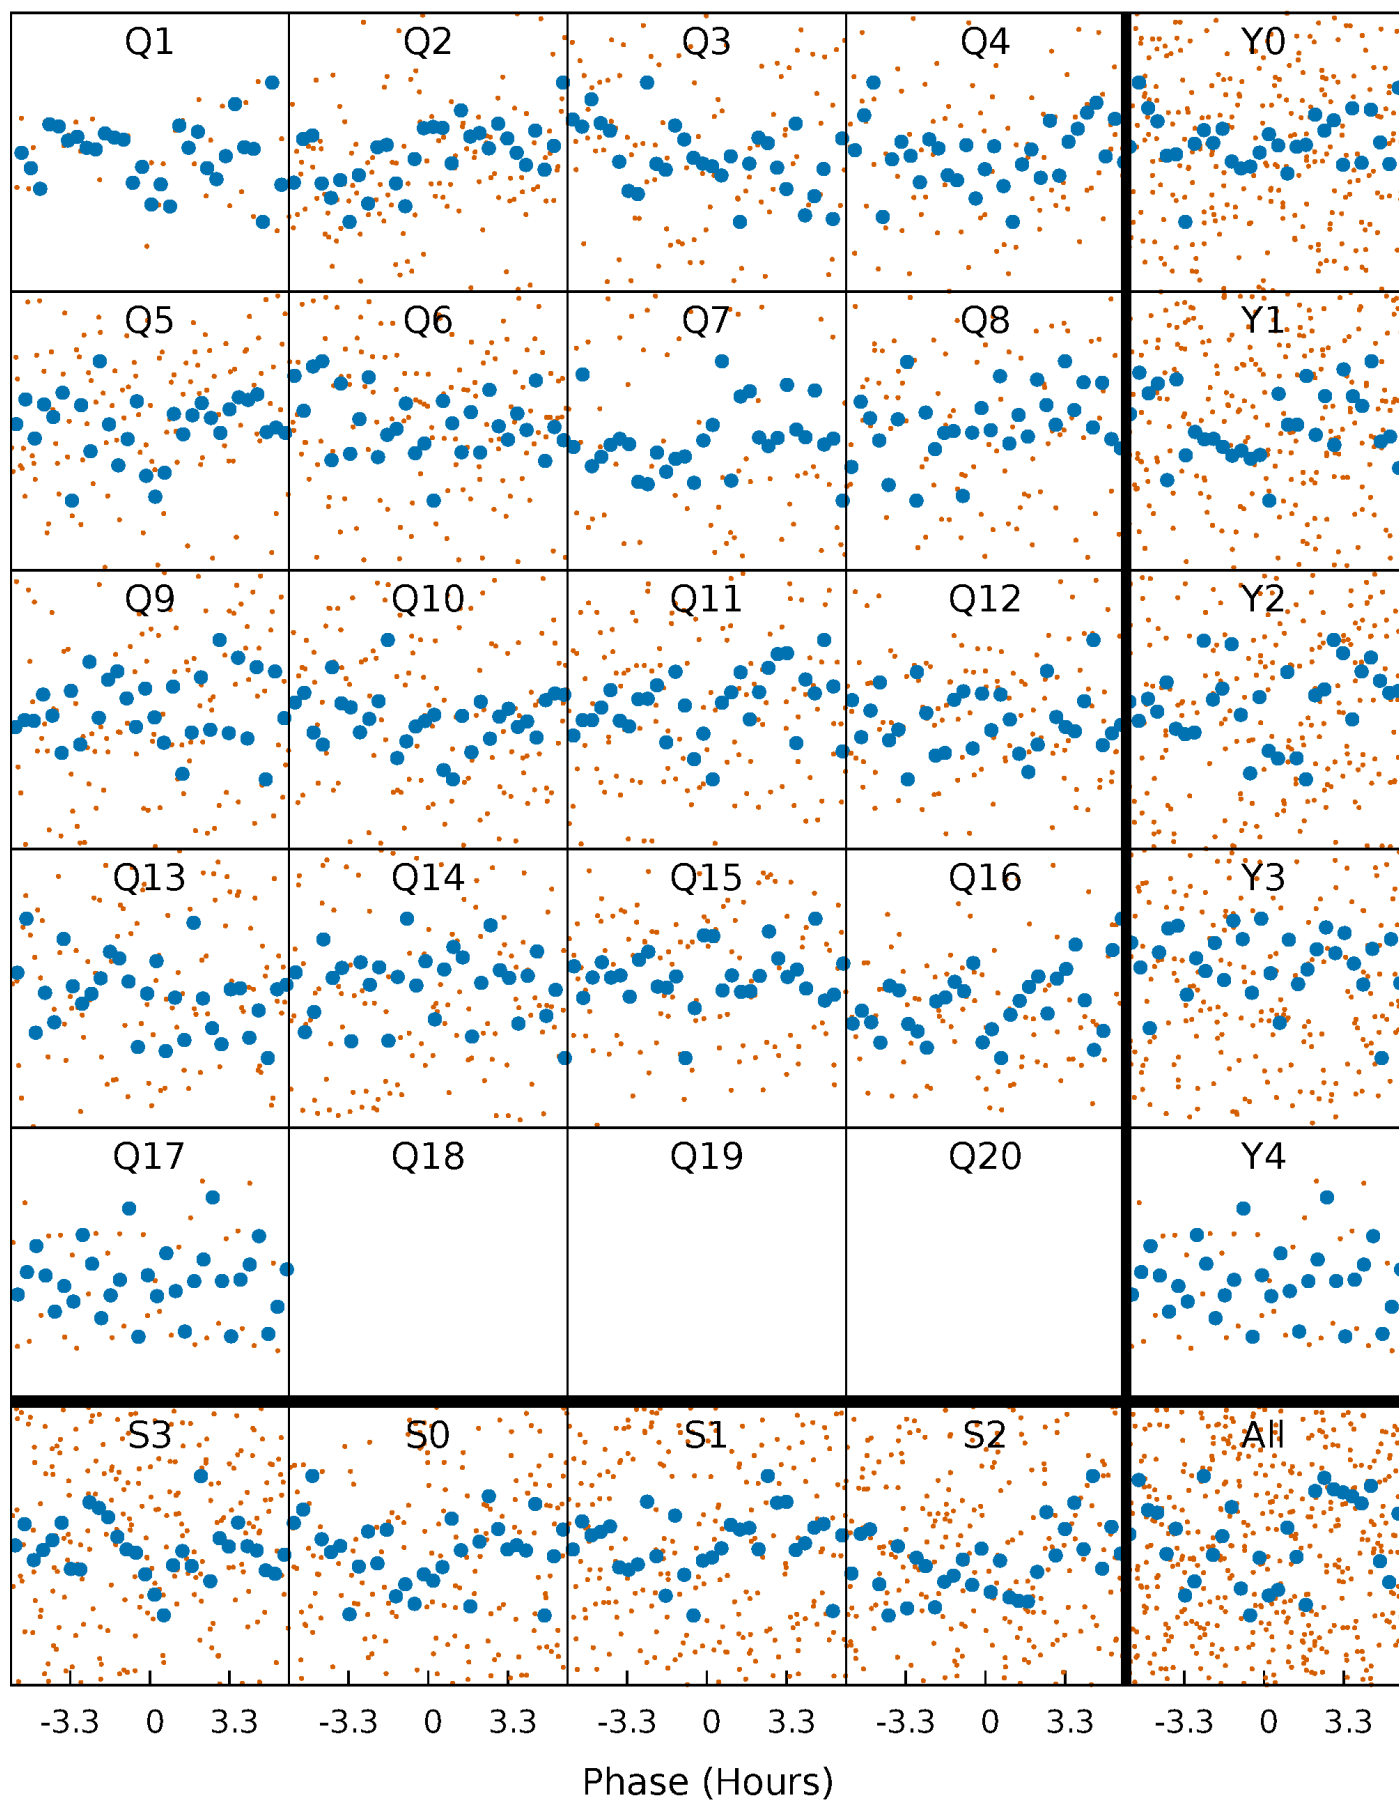 Q1 Q2 Q3 Q4 Y0
Q5 Q6 Q7 Q8 Y1
Q9 Q10 Q11 Q12 Y2
Q13 Q14 Q15 Q16 Y3
Q17 Q18 Q19 Q20 Y4
S3 S0 S1 S2 All
-3.3 0 3.3 -3.3 0 3.3 -3.3 0 3.3 -3.3 0 3.3 -3.3 0 3.3
Phase (Hours)